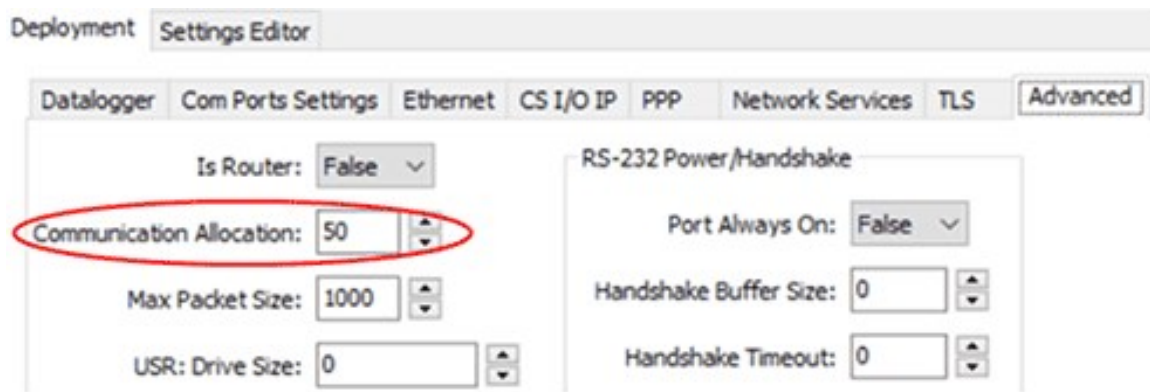 Deployment Settings Editor
Datalogger Com Ports Settings Ethernet CS I/O IP PPP Network Services TLS Advanced
Is Router: False
Communication Allocation: 50
Max Packet Size: 1000
USR: Drive Size: 0
RS-232 Power/Handshake
Port Always On: False
Handshake Buffer Size: 0
Handshake Timeout: 0